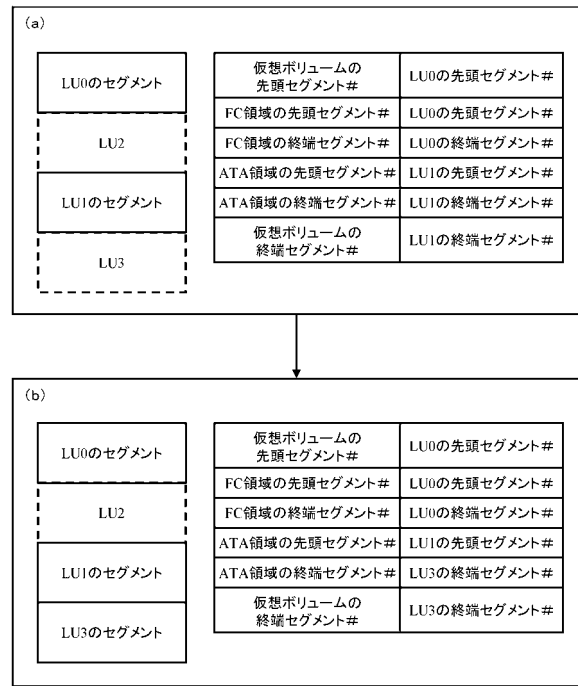 (a)
LU0のセグメント
LU2
LU1のセグメント
LU3
仮想ボリュームの
先頭セグメント#
LU0の先頭セグメント#
FC領域の先頭セグメント#
LU0の先頭セグメント#
FC領域の終端セグメント#
LU0の終端セグメント#
ATA領域の先頭セグメント#
LU1の先頭セグメント#
ATA領域の終端セグメント#
LU1の終端セグメント#
仮想ボリュームの
終端セグメント#
LU1の終端セグメント#
(b)
LU0のセグメント
LU2
LU1のセグメント
LU3のセグメント
仮想ボリュームの
先頭セグメント#
LU0の先頭セグメント#
FC領域の先頭セグメント#
LU0の先頭セグメント#
FC領域の終端セグメント#
LU0の終端セグメント#
ATA領域の先頭セグメント#
LU1の先頭セグメント#
ATA領域の終端セグメント#
LU3の終端セグメント#
仮想ボリュームの
終端セグメント#
LU3の終端セグメント#